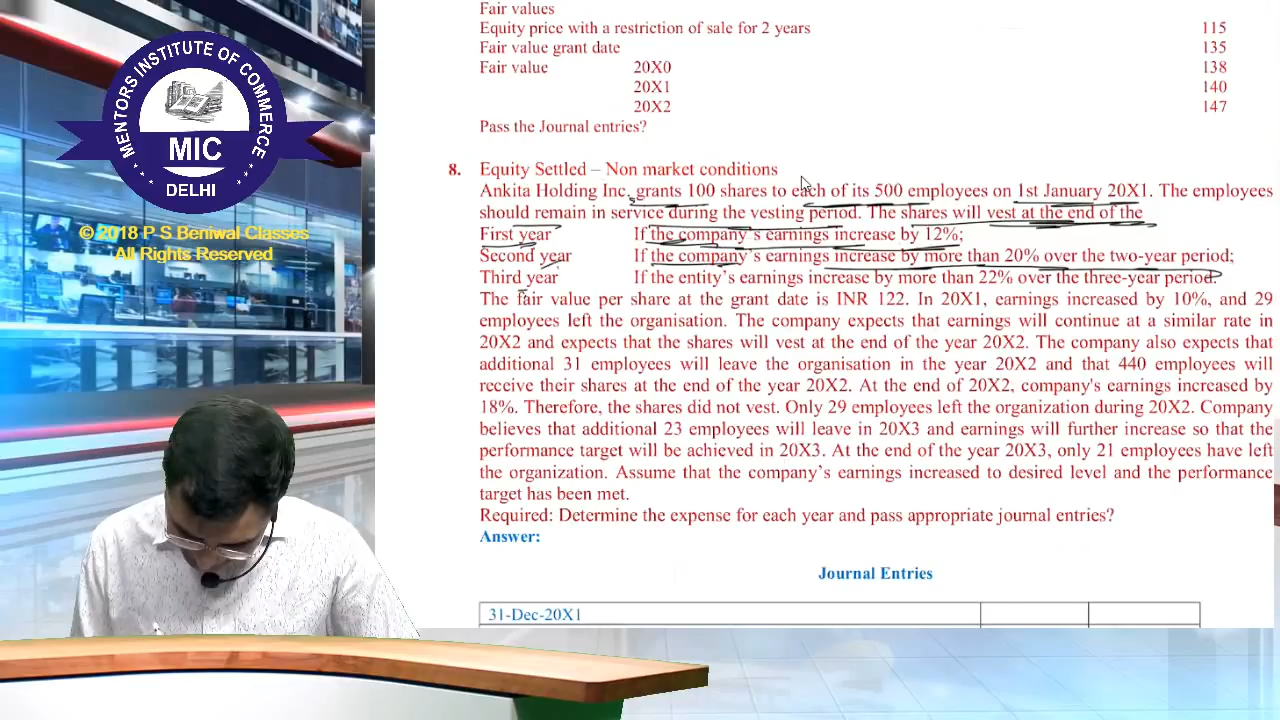 MENTORS INSTITUTE OF COMMERCE
MIC
DELHI
© 2018 P S Beniwal Classes
All Rights Reserved
Fair values
Equity price with a restriction of sale for 2 years 115
Fair value grant date 135
Fair value 20X0 138
20X1 140
20X2 147
Pass the Journal entries?
8. Equity Settled – Non market conditions
Ankita Holding Inc. grants 100 shares to each of its 500 employees on 1st January 20X1. The employees
should remain in service during the vesting period. The shares will vest at the end of the
First year If the company's earnings increase by 12%;
Second year If the company's earnings increase by more than 20% over the two-year period;
Third year If the entity's earnings increase by more than 22% over the three-year period.
The fair value per share at the grant date is INR 122. In 20X1, earnings increased by 10%, and 29
employees left the organisation. The company expects that earnings will continue at a similar rate in
20X2 and expects that the shares will vest at the end of the year 20X2. The company also expects that
additional 31 employees will leave the organisation in the year 20X2 and that 440 employees will
receive their shares at the end of the year 20X2. At the end of 20X2, company's earnings increased by
18%. Therefore, the shares did not vest. Only 29 employees left the organization during 20X2. Company
believes that additional 23 employees will leave in 20X3 and earnings will further increase so that the
performance target will be achieved in 20X3. At the end of the year 20X3, only 21 employees have left
the organization. Assume that the company's earnings increased to desired level and the performance
target has been met.
Required: Determine the expense for each year and pass appropriate journal entries?
Answer:
Journal Entries
31-Dec-20X1